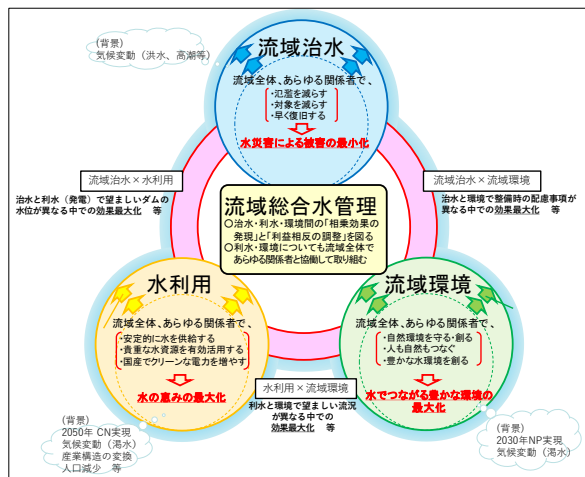 (背景)
気候変動（洪水、高潮等）
流域治水
流域全体、あらゆる関係者で、
・氾濫を減らす
・対象を減らす
・早く復旧する
水災害による被害の最小化
流域治水×水利用
治水と利水（発電）で望ましいダムの
水位が異なる中での効果最大化　等
流域治水×流域環境
治水と環境で整備時の配慮事項が
異なる中での効果最大化　等
流域総合水管理
○治水・利水・環境間の「相乗効果の
発現」と「利益相反の調整」を図る
○利水・環境についても流域全体で
あらゆる関係者と協働して取り組む
水利用
流域全体、あらゆる関係者で、
・安定的に水を供給する
・貴重な水資源を有効活用する
・国産でクリーンな電力を増やす
水の恵みの最大化
流域環境
流域全体、あらゆる関係者で、
・自然環境を守る・創る
・人も自然もつなぐ
・豊かな水環境を創る
水でつながる豊かな環境の
最大化
水利用×流域環境
利水と環境で望ましい流況
が異なる中での
効果最大化　等
(背景)
2050年 CN実現
気候変動（渇水）
産業構造の変換
人口減少　等
(背景)
2030年NP実現
気候変動（渇水）